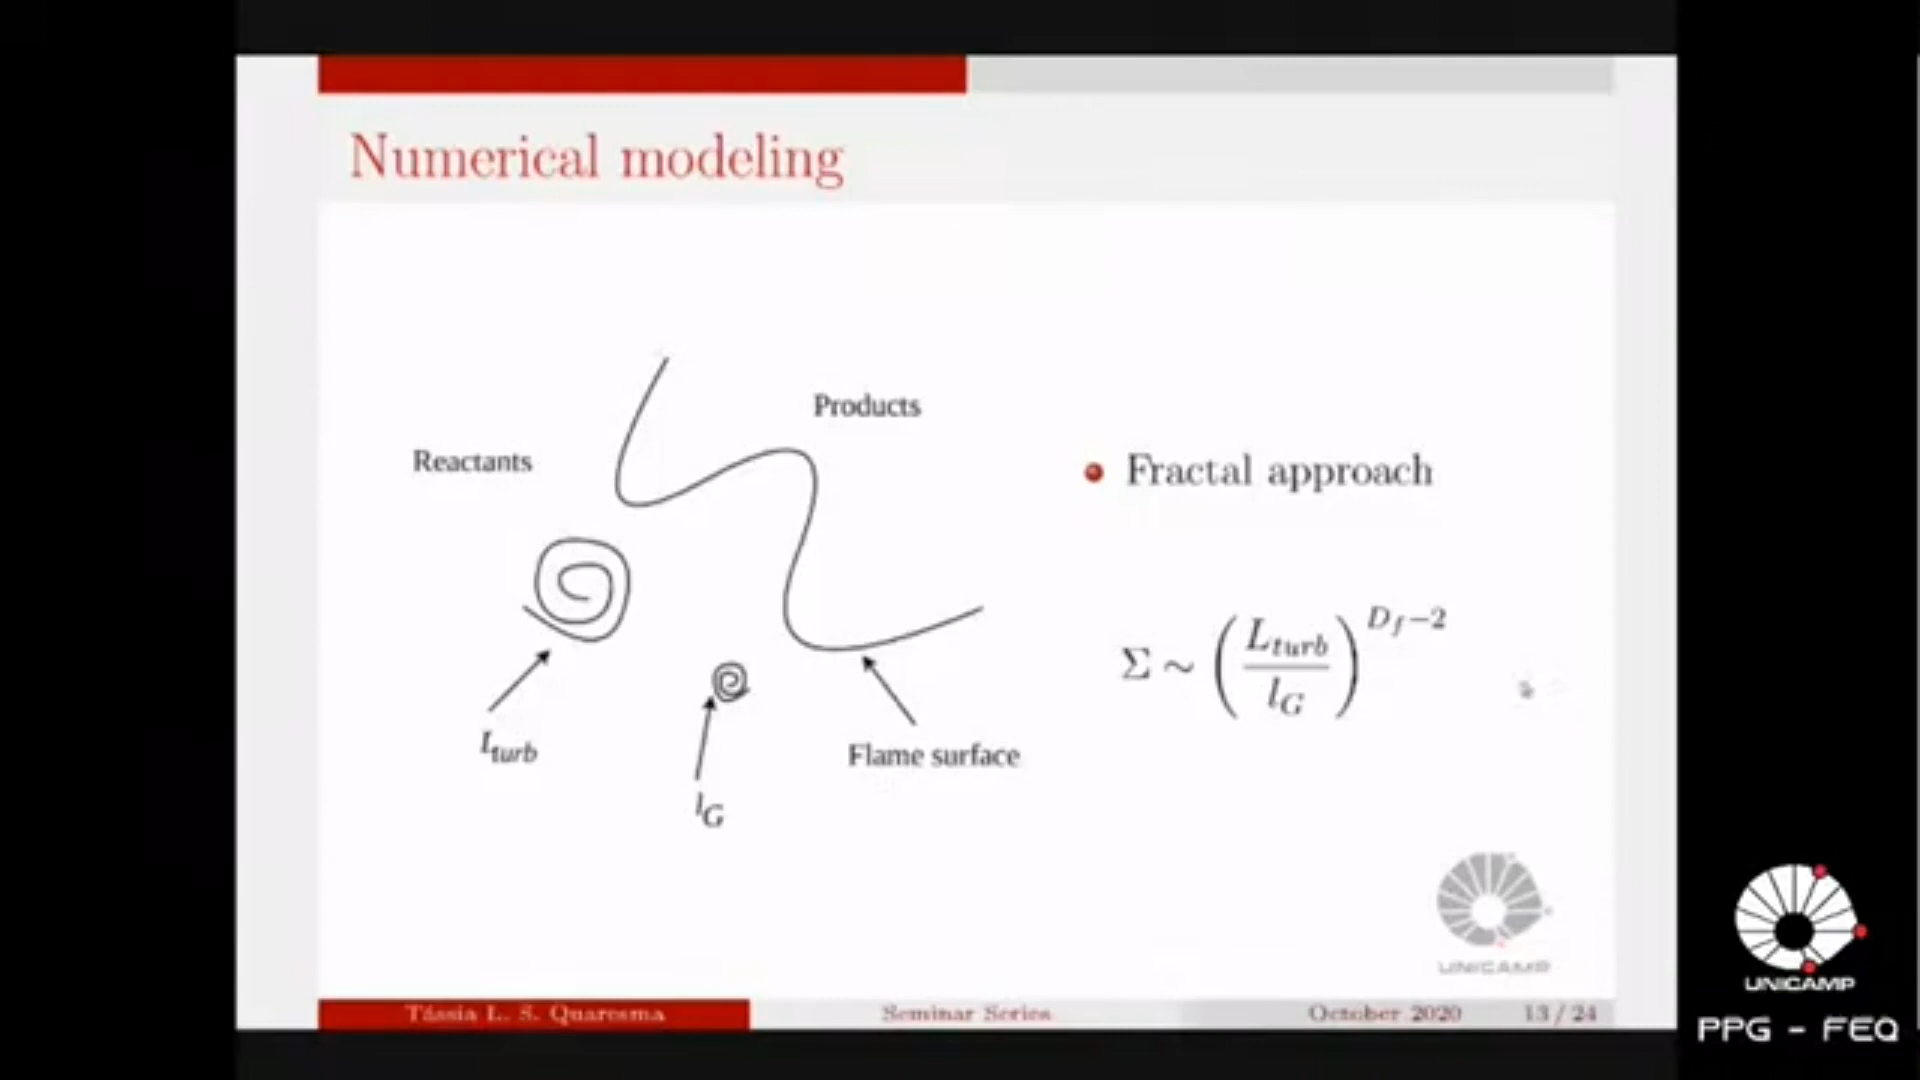 Numerical modeling
Products
Reactants
Fractal approach
Σ ∼ (L_turb / l_G)^{D_f−2}
L_turb
l_G
Flame surface
UNICAMP
Tássia L. S. Quaresma
Seminar Series
October 2020
13 / 24
UNICAMP
PPG - FEQ